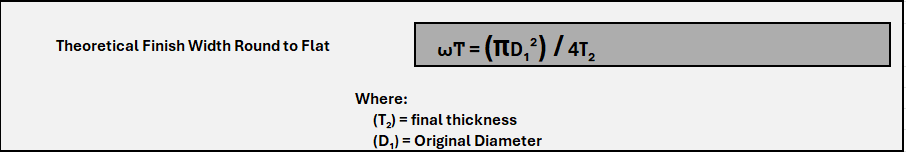 Theoretical Finish Width Round to Flat
ωT = (πD₁²) / 4T₂
Where:
(T₂) = final thickness
(D₁) = Original Diameter